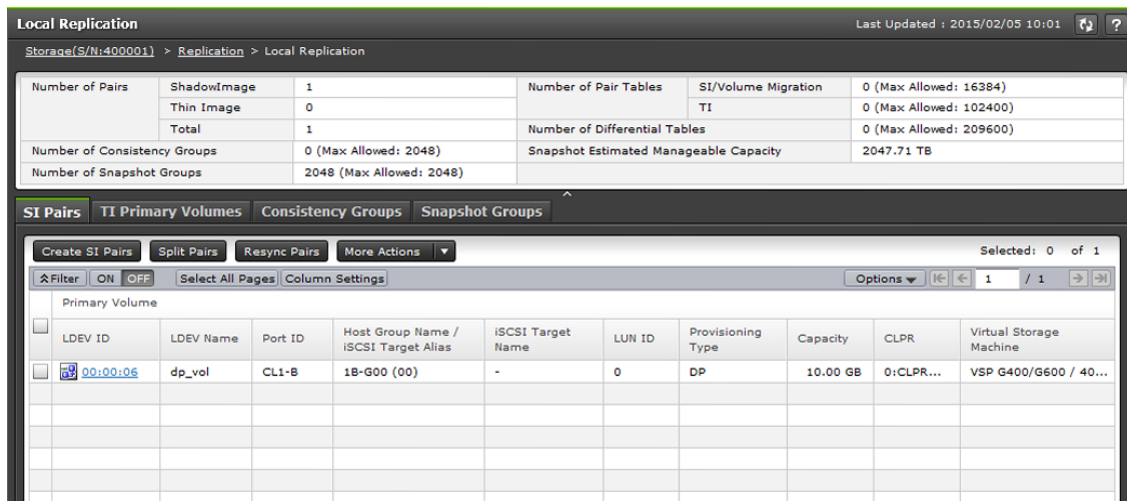 Local Replication
Last Updated : 2015/02/05 10:01
?
Storage(S/N:400001) > Replication > Local Replication
Number of Pairs ShadowImage 1 Number of Pair Tables SI/Volume Migration 0 (Max Allowed: 16384)
Thin Image 0 TI 0 (Max Allowed: 102400)
Total 1 Number of Differential Tables 0 (Max Allowed: 209600)
Number of Consistency Groups 0 (Max Allowed: 2048) Snapshot Estimated Manageable Capacity 2047.71 TB
Number of Snapshot Groups 2048 (Max Allowed: 2048)
SI Pairs TI Primary Volumes Consistency Groups Snapshot Groups
Create SI Pairs Split Pairs Resync Pairs More Actions Selected: 0 of 1
Filter ON OFF Select All Pages Column Settings Options 1 / 1
Primary Volume
LDEV ID LDEV Name Port ID Host Group Name / iSCSI Target Name LUN ID Provisioning Capacity CLPR Virtual Storage
iSCSI Target Alias Type Machine
00:00:06 dp_vol CL1-B 1B-G00 (00) - 0 DP 10.00 GB 0:CLPR... VSP G400/G600 / 40...